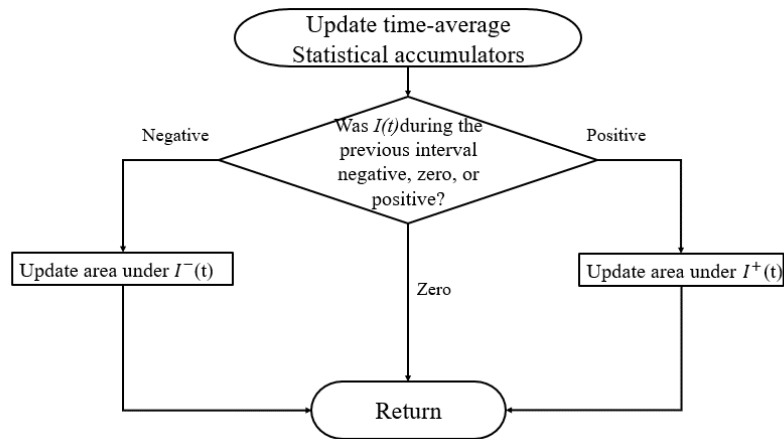 Update time-average
Statistical accumulators
Negative
Was I(t)during the
previous interval
negative, zero, or
positive?
Positive
Update area under I⁻(t)
Update area under I⁺(t)
Zero
Return